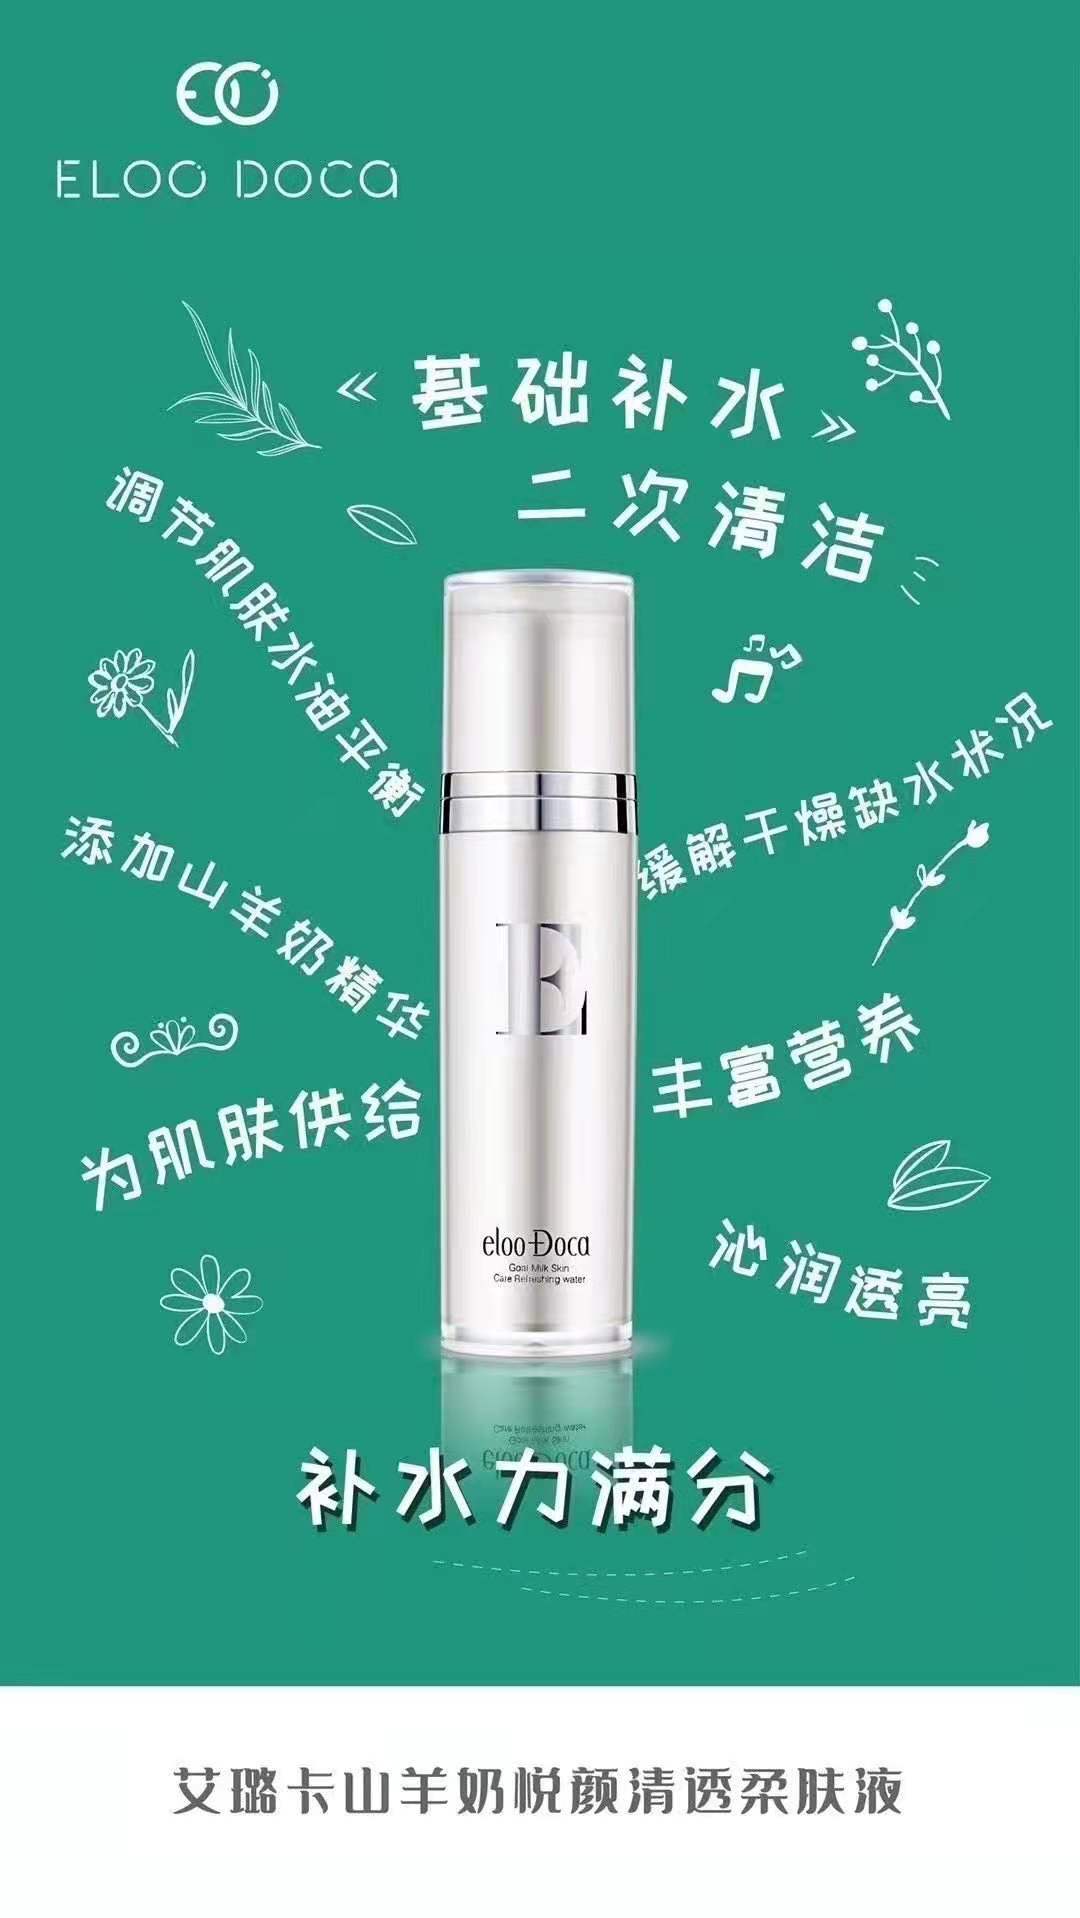 ELOO DOCA
《基础补水》
二次清洁
调节肌肤水油平衡
缓解干燥缺水状况
添加山羊奶精华
丰富营养
为肌肤供给
沁润透亮
E
elooDoca
Goat Milk Skin
Care Refreshing water
补水力满分
艾璐卡山羊奶悦颜清透柔肤液